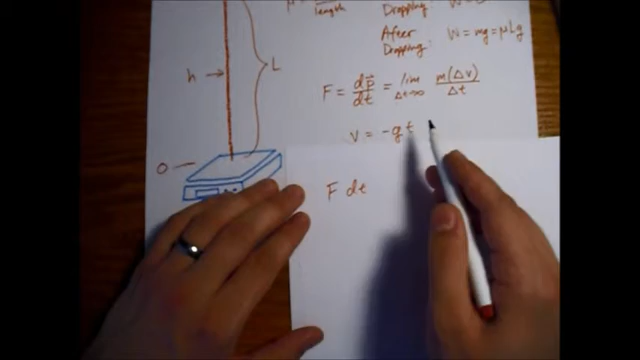 μ =
length
Dropping: W =
After
Dropping: W = mg = μLg
h
L
F = dp⃗/dt = lim Δt→0 m(Δv)/Δt
v = -gt
0
F dt